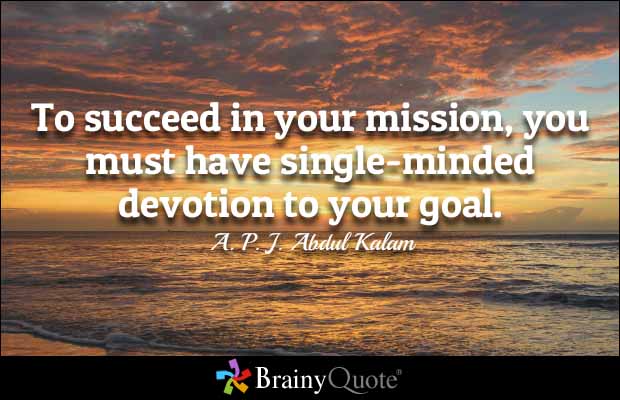 To succeed in your mission, you
must have single-minded
devotion to your goal.
A. P. J. Abdul Kalam
BrainyQuote®